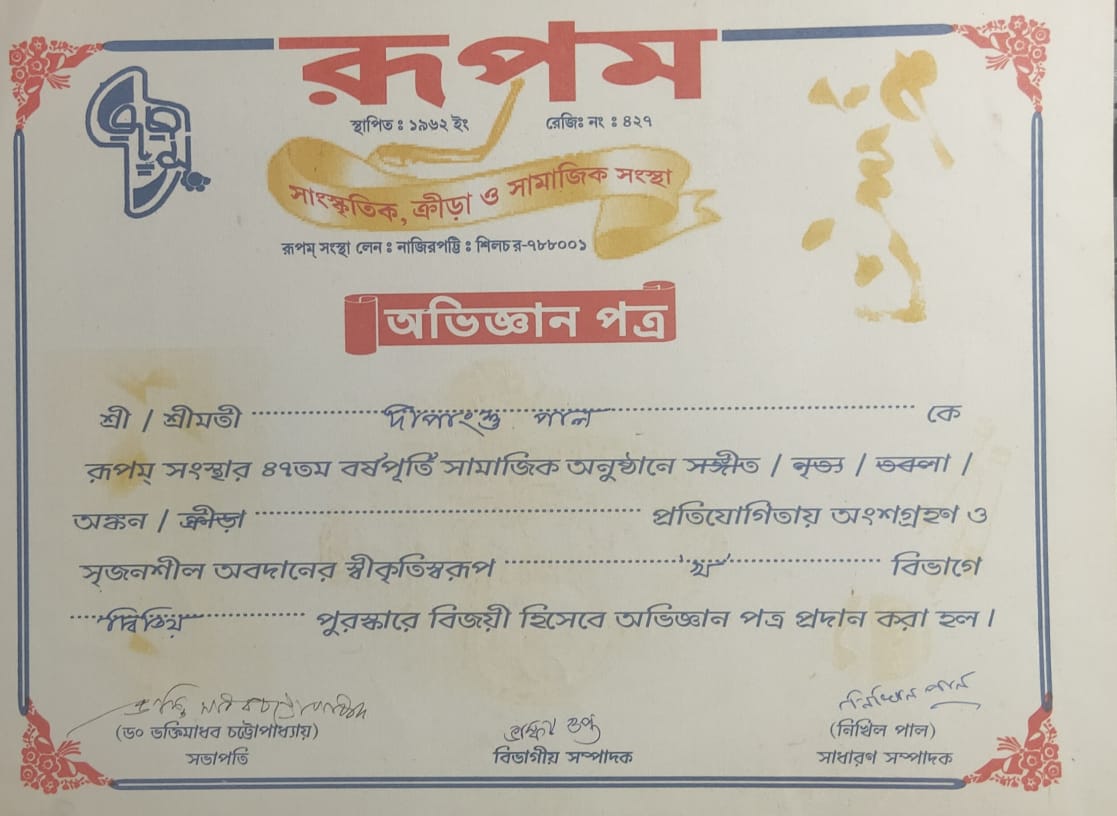 রূপম
স্থাপিত : ১৯৬২ ইং রেজিঃ নং : ৪২৭
সাংস্কৃতিক, ক্রীড়া ও সামাজিক সংস্থা
রূপম্ সংস্থা লেন : নাজিরপট্টি : শিলচর-৭৮৮০০১
অভিজ্ঞান পত্র
শ্রী / শ্রীমতী দীপাংশু পাল কে
রূপম্ সংস্থার ৪৭তম বর্ষপূর্তি সামাজিক অনুষ্ঠানে সঙ্গীত / নৃত্য / তবলা /
অঙ্কন / ক্রীড়া প্রতিযোগিতায় অংশগ্রহণ ও
সৃজনশীল অবদানের স্বীকৃতিস্বরূপ 'খ' বিভাগে
দ্বিতিয় পুরস্কারে বিজয়ী হিসেবে অভিজ্ঞান পত্র প্রদান করা হল।
নিখিল পাল
(ডঃ ভক্তিমাধব চট্টোপাধ্যায়) (নিখিল পাল)
সভাপতি বিভাগীয় সম্পাদক সাধারণ সম্পাদক